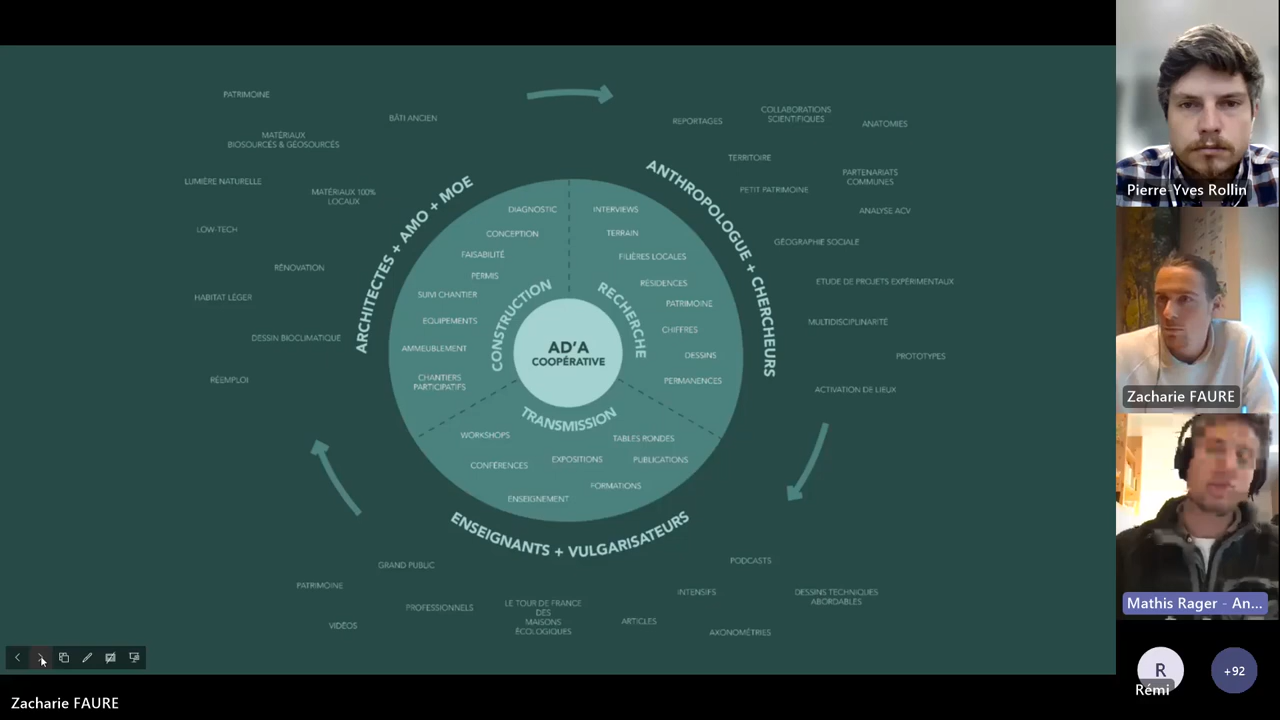 PATRIMOINE
BÂTI ANCIEN
MATÉRIAUX
BIOSOURCÉS & GÉOSOURCÉS
LUMIÈRE NATURELLE
MATÉRIAUX 100%
LOCAUX
LOW-TECH
RÉNOVATION
HABITAT LÉGER
DESSIN BIOCLIMATIQUE
RÉEMPLOI
ARCHITECTES + AMO + MOE
DIAGNOSTIC
CONCEPTION
FAISABILITÉ
PERMIS
SUIVI CHANTIER
EQUIPEMENTS
AMMEUBLEMENT
CHANTIERS
PARTICIPATIFS
CONSTRUCTION
AD'A
COOPÉRATIVE
RECHERCHE
INTERVIEWS
TERRAIN
FILIÈRES LOCALES
RÉSIDENCES
PATRIMOINE
CHIFFRES
DESSINS
PERMANENCES
ANTHROPOLOGUE + CHERCHEURS
REPORTAGES
COLLABORATIONS
SCIENTIFIQUES
ANATOMIES
TERRITOIRE
PARTENARIATS
COMMUNES
PETIT PATRIMOINE
ANALYSE ACV
GÉOGRAPHIE SOCIALE
ETUDE DE PROJETS EXPÉRIMENTAUX
MULTIDISCIPLINARITÉ
PROTOTYPES
ACTIVATION DE LIEUX
TRANSMISSION
WORKSHOPS
TABLES RONDES
CONFÉRENCES
EXPOSITIONS
PUBLICATIONS
FORMATIONS
ENSEIGNEMENT
ENSEIGNANTS + VULGARISATEURS
GRAND PUBLIC
PATRIMOINE
PROFESSIONNELS
VIDÉOS
LE TOUR DE FRANCE
DES
MAISONS
ÉCOLOGIQUES
ARTICLES
INTENSIFS
PODCASTS
DESSINS TECHNIQUES
ABORDABLES
AXONOMÉTRIES
Zacharie FAURE
Pierre-Yves Rollin
Zacharie FAURE
Mathis Rager - An...
R
Rémi
+92